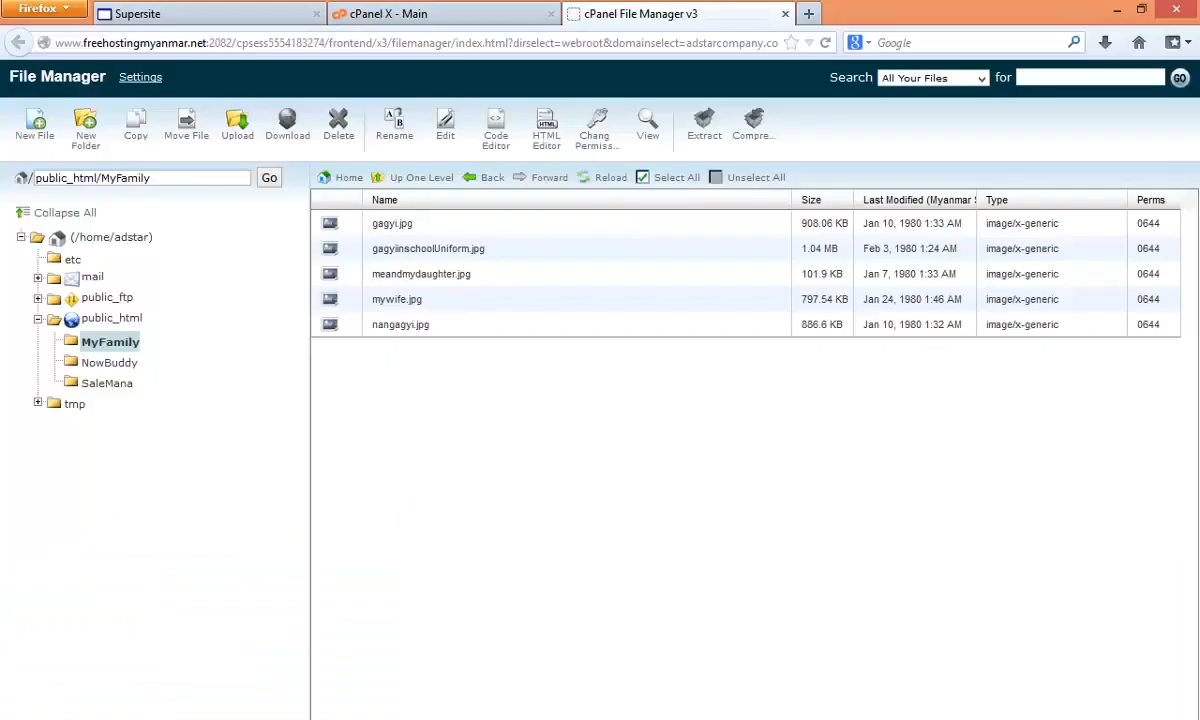 Firefox
Supersite
cPanel X - Main
cPanel File Manager v3
www.freehostingmyanmar.net:2082/cpsess5554183274/frontend/x3/filemanager/index.html?dirselect=webroot&domainselect=adstarcompany.co
Google
File Manager
Settings
Search
All Your Files
for
GO
New File
New Folder
Copy
Move File
Upload
Download
Delete
Rename
Edit
Code Editor
HTML Editor
Chang Permiss...
View
Extract
Compre...
/ public_html/MyFamily
Go
Home
Up One Level
Back
Forward
Reload
Select All
Unselect All
Collapse All
(/home/adstar)
etc
mail
public_ftp
public_html
MyFamily
NowBuddy
SaleMana
tmp
Name Size Last Modified (Myanmar Type Perms
gagyi.jpg 908.06 KB Jan 10, 1980 1:33 AM image/x-generic 0644
gagyiinschoolUniform.jpg 1.04 MB Feb 3, 1980 1:24 AM image/x-generic 0644
meandmydaughter.jpg 101.9 KB Jan 7, 1980 1:33 AM image/x-generic 0644
mywife.jpg 797.54 KB Jan 24, 1980 1:46 AM image/x-generic 0644
nangagyi.jpg 886.6 KB Jan 10, 1980 1:32 AM image/x-generic 0644